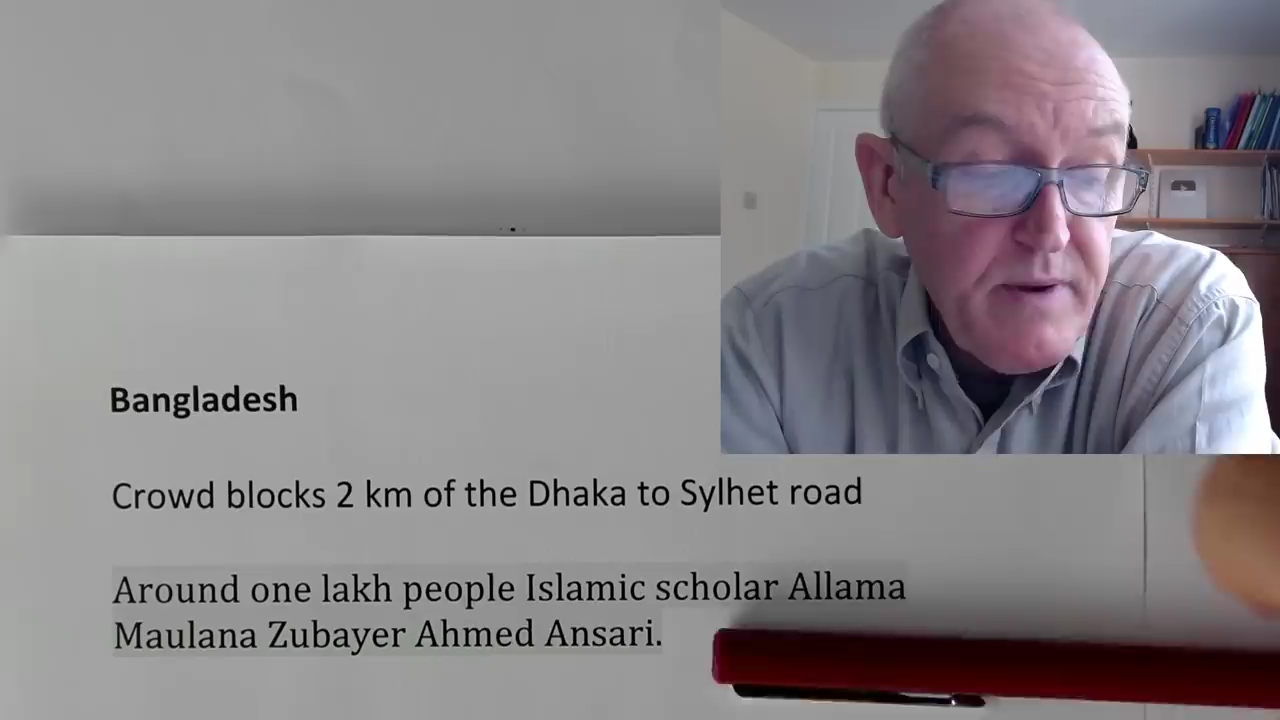 Bangladesh
Crowd blocks 2 km of the Dhaka to Sylhet road
Around one lakh people Islamic scholar Allama
Maulana Zubayer Ahmed Ansari.